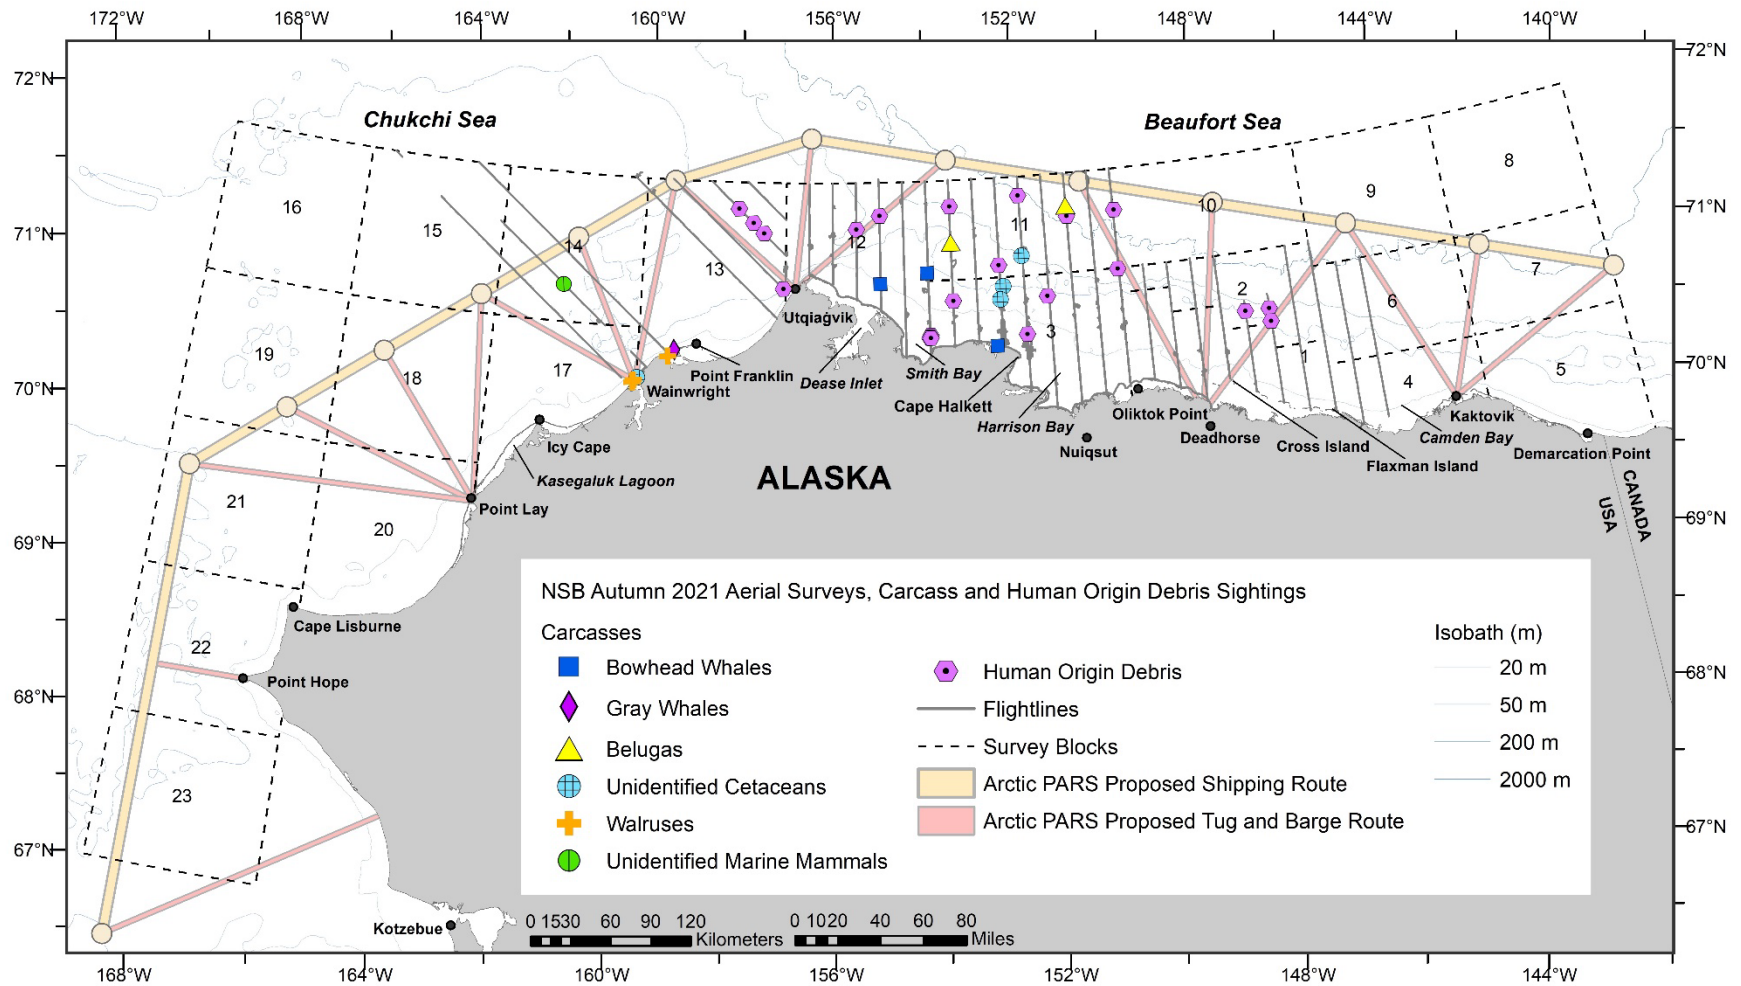 172°W 168°W 164°W 160°W 156°W 152°W 148°W 144°W 140°W
72°N 72°N
Chukchi Sea Beaufort Sea
8
9
16 10 71°N
15 11
71°N 14 12
13 7
2 6
Utqiaġvik
19 3 1 70°N
18 17 Point Franklin Dease Inlet Smith Bay 4 5
70°N Wainwright Cape Halkett Oliktok Point Kaktovik
Icy Cape Harrison Bay Deadhorse Cross Island Camden Bay
Nuiqsut Flaxman Island Demarcation Point
Kasegaluk Lagoon ALASKA
21 Point Lay CANADA
20 USA 69°N
69°N
NSB Autumn 2021 Aerial Surveys, Carcass and Human Origin Debris Sightings
Cape Lisburne
22
Point Hope
68°N 68°N
23
67°N 67°N
Carcasses
Bowhead Whales
Gray Whales
Belugas
Unidentified Cetaceans
Walruses
Unidentified Marine Mammals
Human Origin Debris
Flightlines
Survey Blocks
Arctic PARS Proposed Shipping Route
Arctic PARS Proposed Tug and Barge Route
Isobath (m)
20 m
50 m
200 m
2000 m
Kotzebue
0 15 30 60 90 120 Kilometers
0 10 20 40 60 80 Miles
168°W 164°W 160°W 156°W 152°W 148°W 144°W